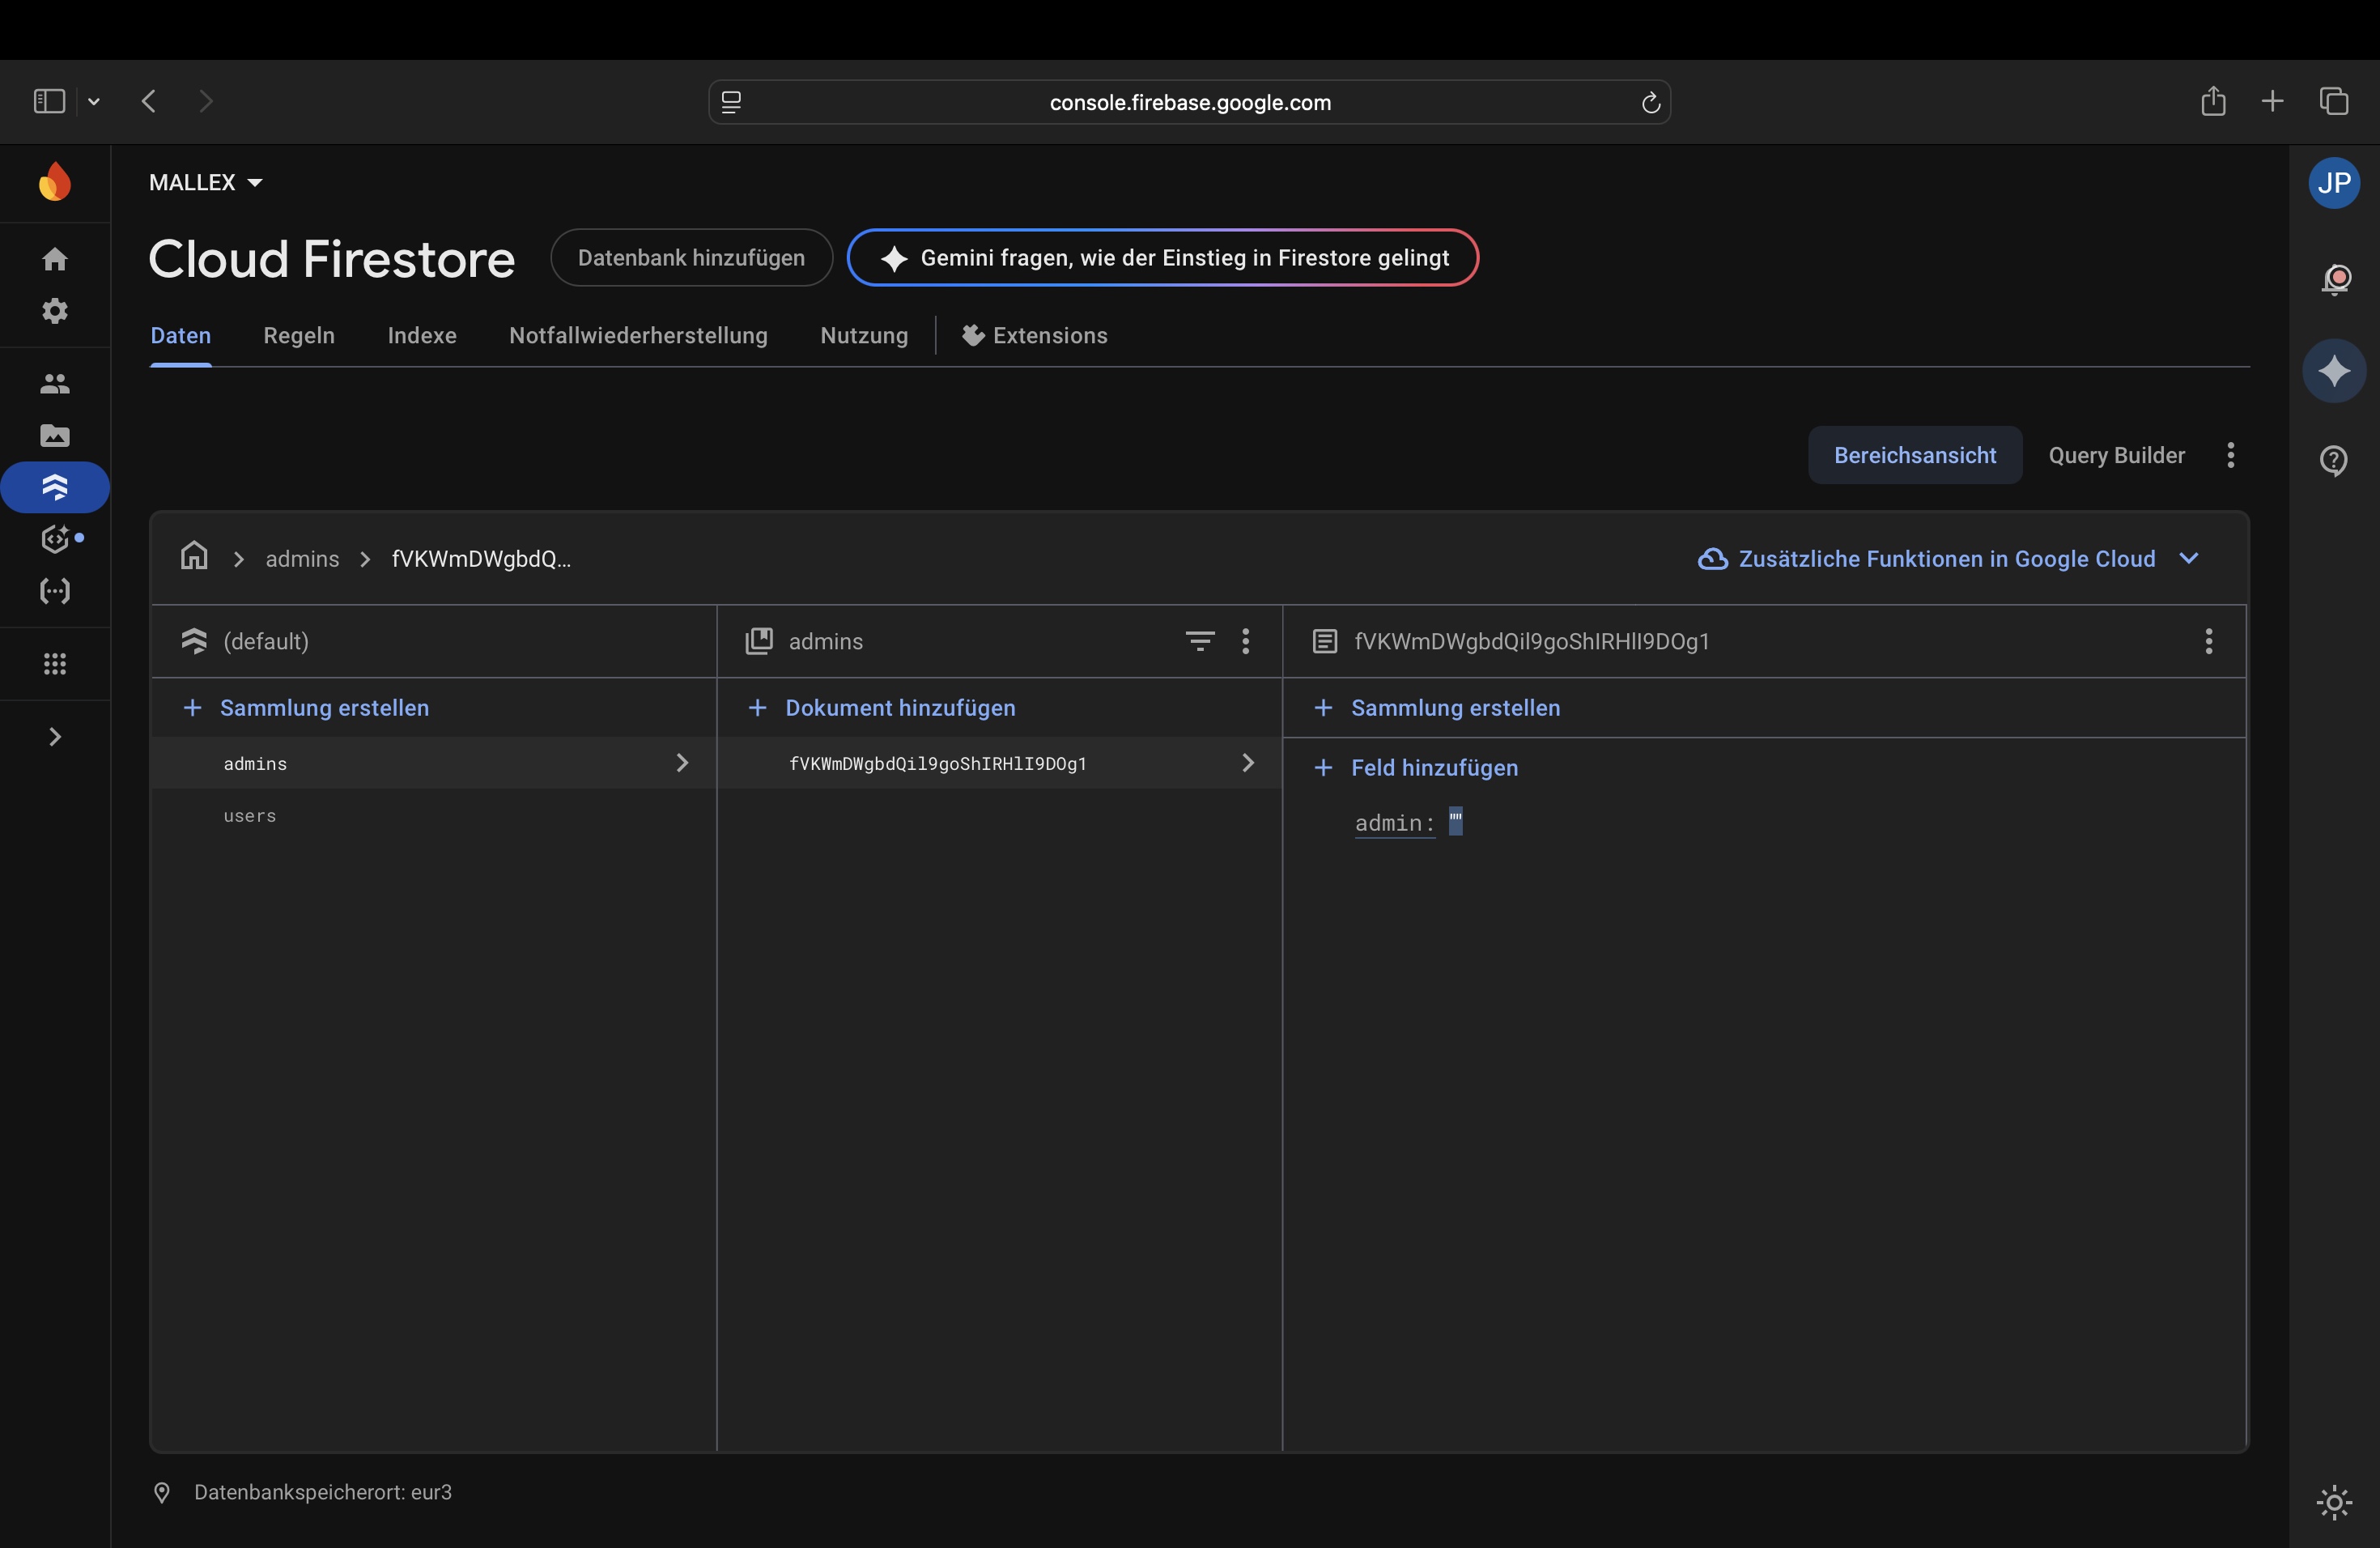 console.firebase.google.com
MALLEX
JP
Cloud Firestore
Datenbank hinzufügen
Gemini fragen, wie der Einstieg in Firestore gelingt
Daten
Regeln
Indexe
Notfallwiederherstellung
Nutzung
Extensions
Bereichsansicht
Query Builder
admins
fVKWmDWgbdQ...
Zusätzliche Funktionen in Google Cloud
(default)
admins
fVKWmDWgbdQil9goShIRHlI9DOg1
+ Sammlung erstellen
+ Dokument hinzufügen
+ Sammlung erstellen
admins
fVKWmDWgbdQil9goShIRHlI9DOg1
+ Feld hinzufügen
users
admin: ""
Datenbankspeicherort: eur3